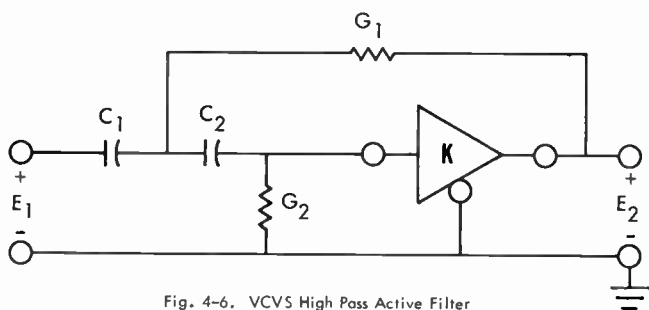 G1
C1
C2
K
+
E1
-
G2
+
E2
-
Fig. 4-6. VCVS High Pass Active Filter